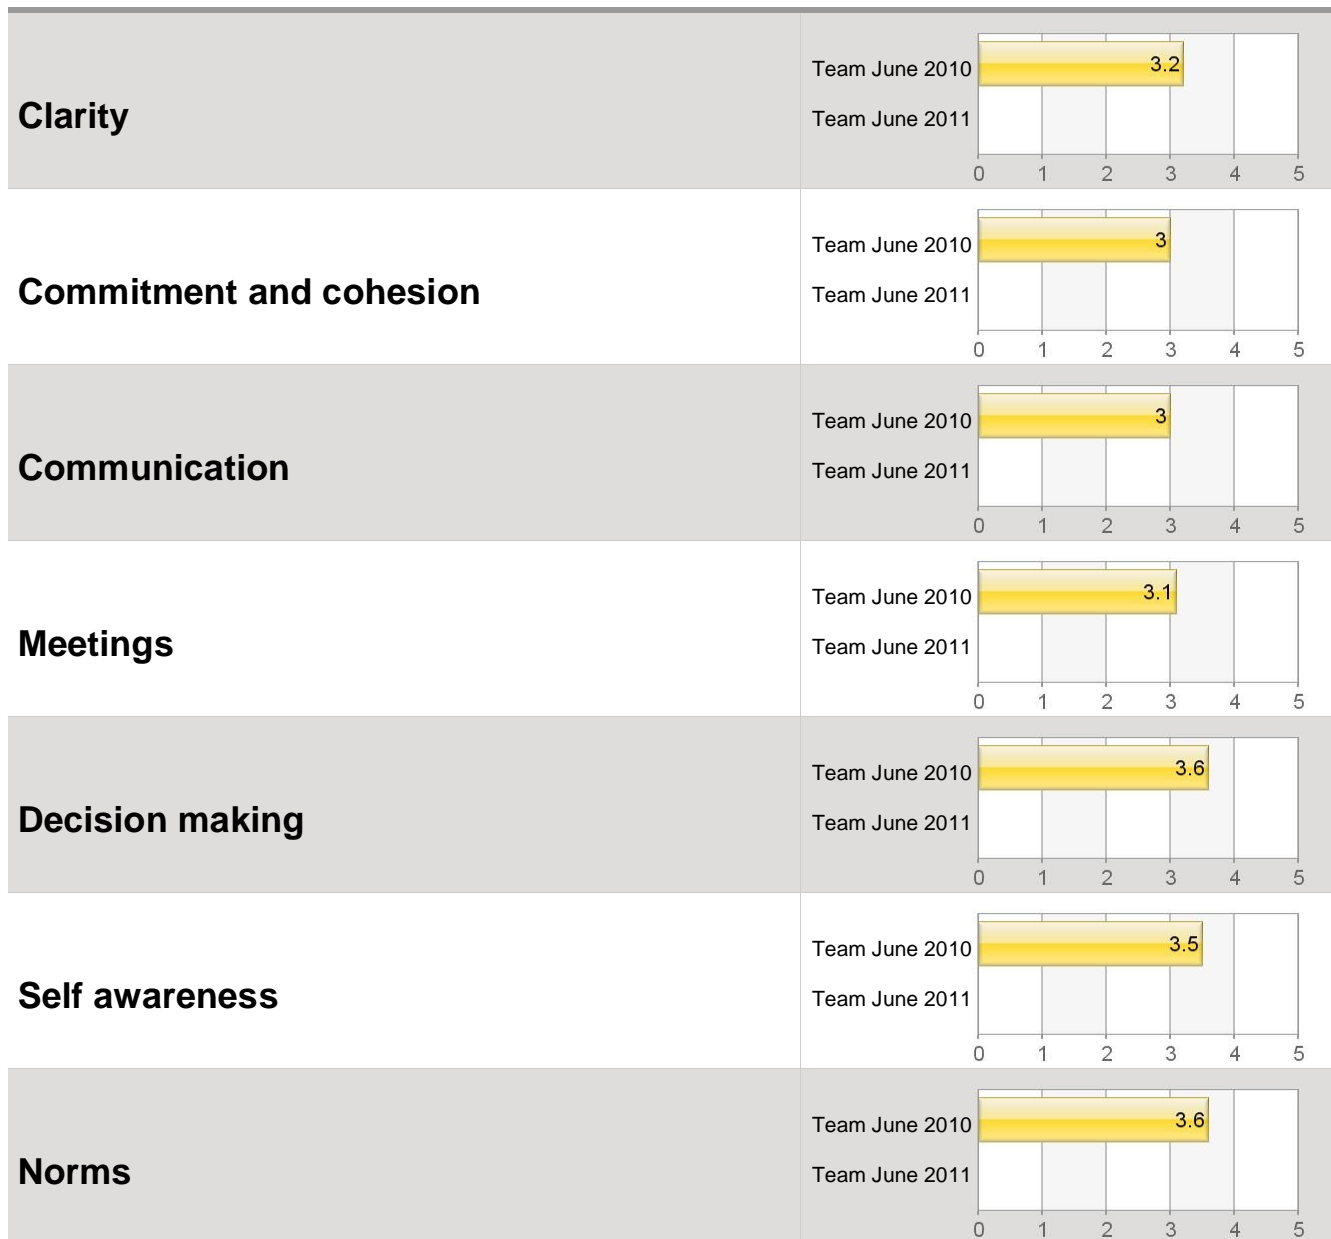 Clarity
Team June 2010
3.2
Team June 2011
0 1 2 3 4 5
Commitment and cohesion
Team June 2010
3
Team June 2011
0 1 2 3 4 5
Communication
Team June 2010
3
Team June 2011
0 1 2 3 4 5
Meetings
Team June 2010
3.1
Team June 2011
0 1 2 3 4 5
Decision making
Team June 2010
3.6
Team June 2011
0 1 2 3 4 5
Self awareness
Team June 2010
3.5
Team June 2011
0 1 2 3 4 5
Norms
Team June 2010
3.6
Team June 2011
0 1 2 3 4 5